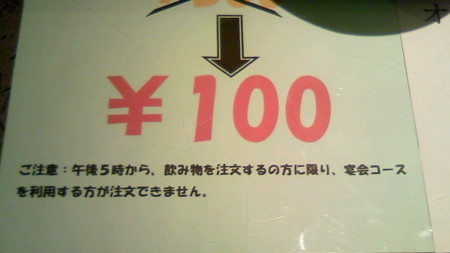 ¥100
ご注意：午後５時から、飲み物を注文するの方に限り、宴会コース
を利用する方が注文できません。
オ